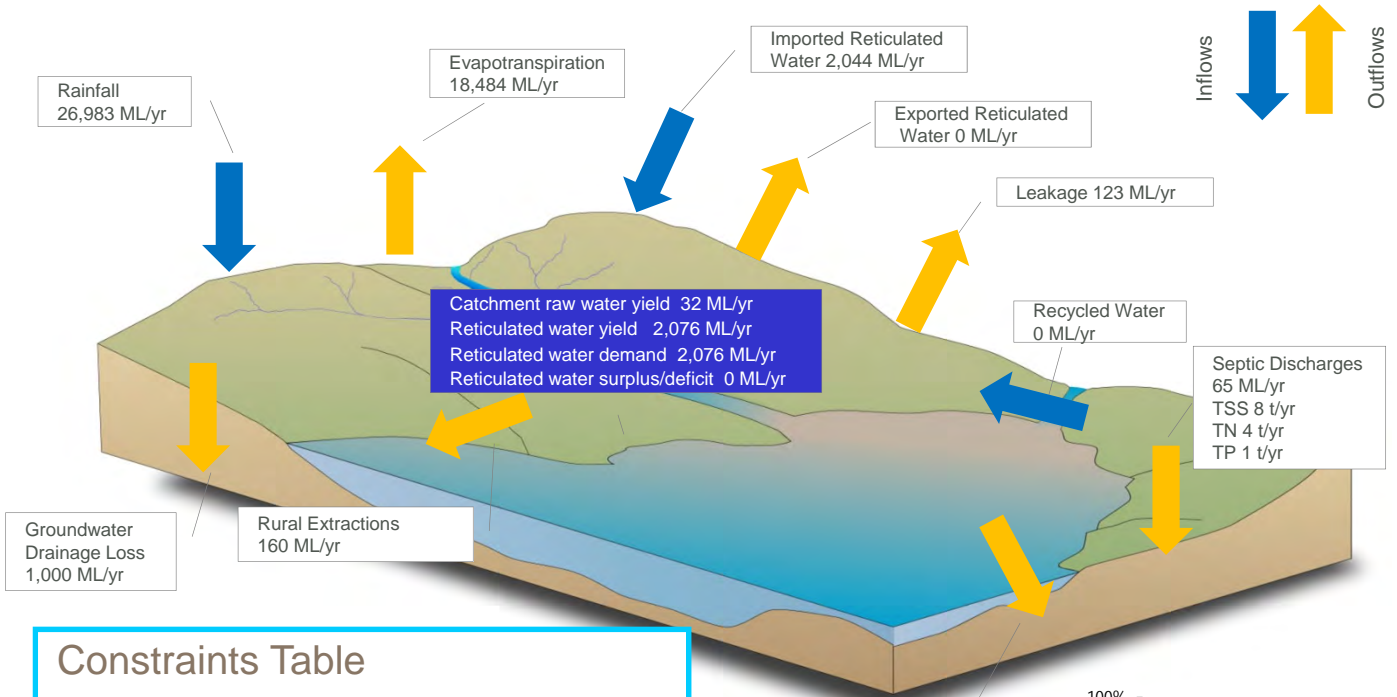 Inflows
Outflows
Imported Reticulated
Water 2,044 ML/yr
Evapotranspiration
18,484 ML/yr
Rainfall
26,983 ML/yr
Exported Reticulated
Water 0 ML/yr
Leakage 123 ML/yr
Catchment raw water yield 32 ML/yr
Reticulated water yield 2,076 ML/yr
Reticulated water demand 2,076 ML/yr
Reticulated water surplus/deficit 0 ML/yr
Recycled Water
0 ML/yr
Septic Discharges
65 ML/yr
TSS 8 t/yr
TN 4 t/yr
TP 1 t/yr
Groundwater
Drainage Loss
1,000 ML/yr
Rural Extractions
160 ML/yr
Constraints Table
100%